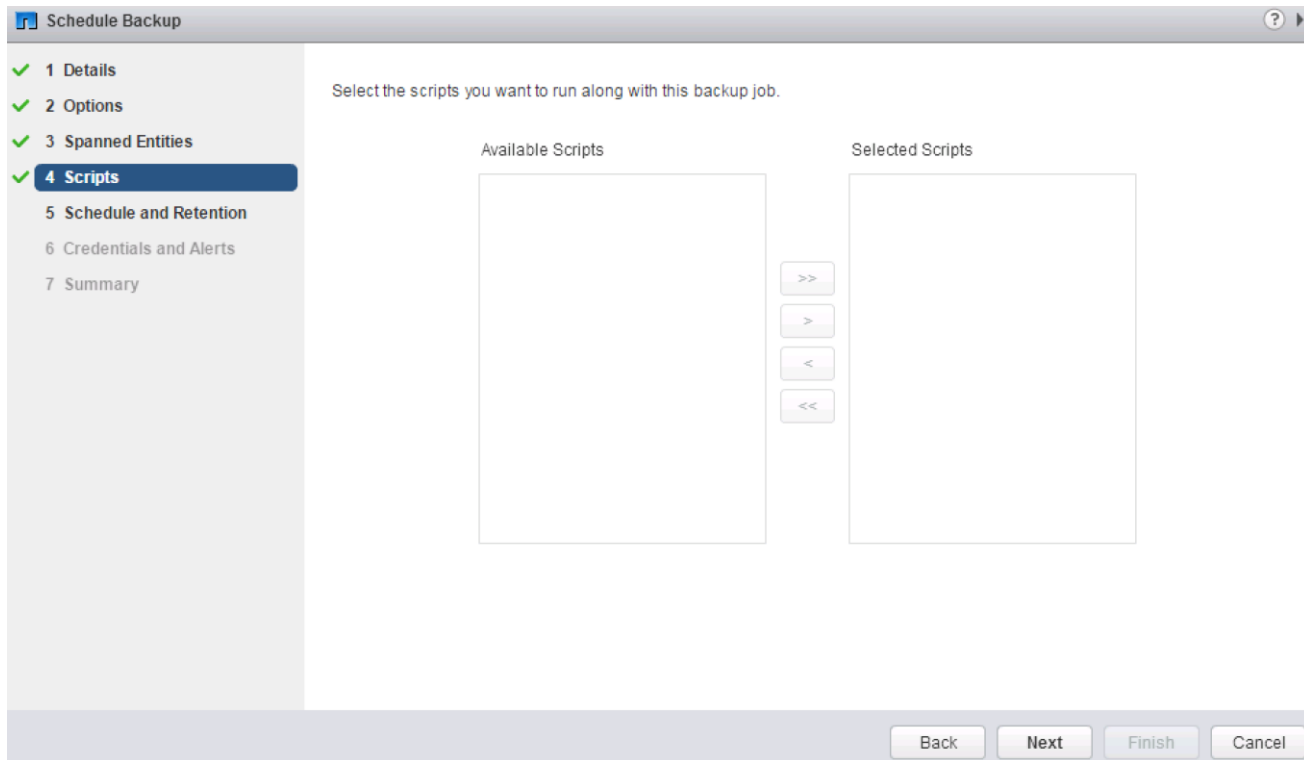 Schedule Backup
?
1 Details
2 Options
3 Spanned Entities
4 Scripts
5 Schedule and Retention
6 Credentials and Alerts
7 Summary
Select the scripts you want to run along with this backup job.
Available Scripts
Selected Scripts
>>
>
<
<<
Back Next Finish Cancel